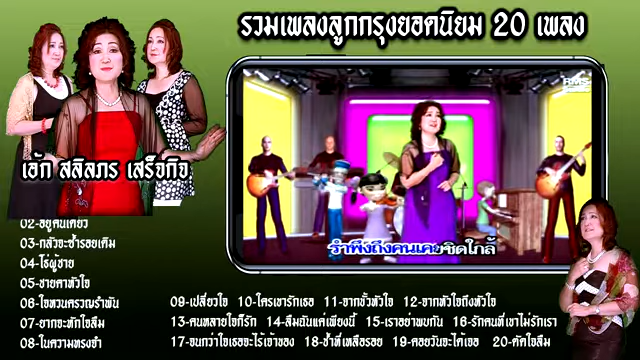 รวมเพลงลูกกรุงยอดนิยม 20 เพลง
RMS
เอ้ก สลิลภร เสร็จกิจ
รำพึงถึงคนเคยชิดใกล้
02-อยู่คนเดียว
03-กลัวจะช้ำรอยเดิม
04-โธ่ผู้ชาย
05-ชายคาหัวใจ
06-ไจหวนครวญรำพัน
07-ยากจะหักใจลืม
08-ในความทรงจำ
09-เปลี่ยวใจ 10-ใครเขารักเธอ 11-จากขั้วหัวใจ 12-จากหัวใจถึงหัวใจ
13-คนหลายใจก็รัก 14-ลืมฉันแค่เพียงนี้ 15-เราอย่าพบกัน 16-รักคนที่เขาไม่รักเรา
17-จนกว่าใจเธอจะไร้เจ้าของ 18-ช้ำที่เหลือรอย 19-คอยวันจะได้เจอ 20-ตัดใจลืม